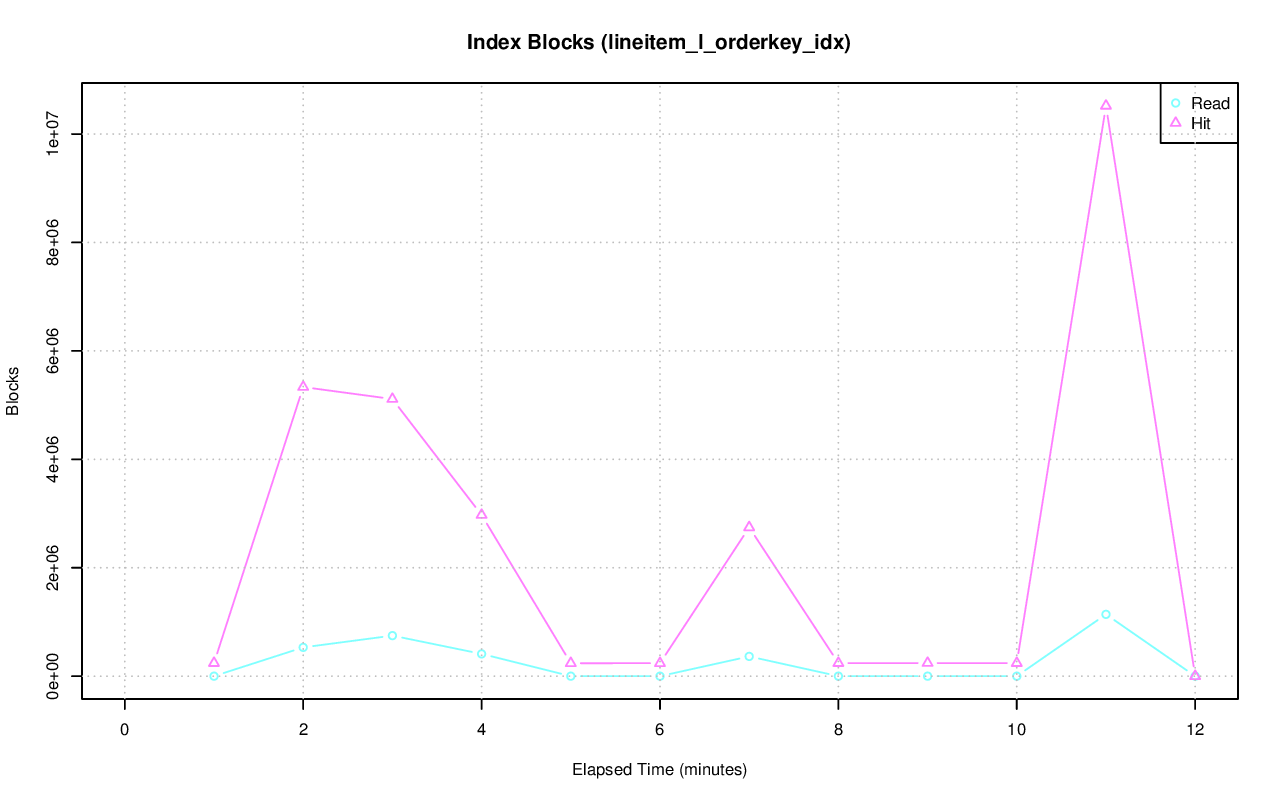 Index Blocks (lineitem_l_orderkey_idx)
Read
Hit
Blocks
1e+07
8e+06
6e+06
4e+06
2e+06
0e+00
0 2 4 6 8 10 12
Elapsed Time (minutes)